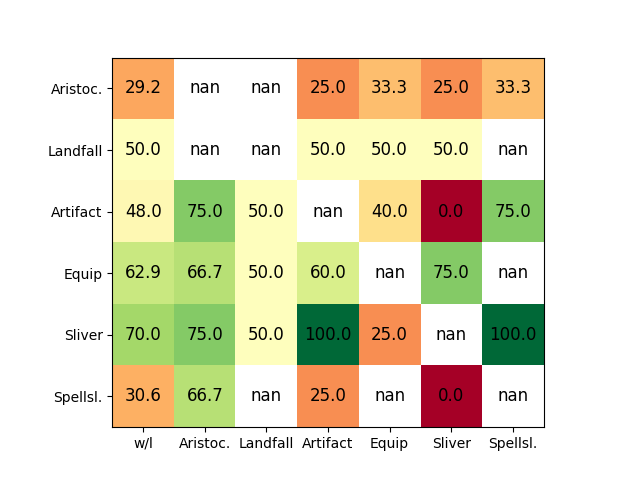 Aristoc. 29.2 nan nan 25.0 33.3 25.0 33.3
Landfall 50.0 nan nan 50.0 50.0 50.0 nan
Artifact 48.0 75.0 50.0 nan 40.0 0.0 75.0
Equip 62.9 66.7 50.0 60.0 nan 75.0 nan
Sliver 70.0 75.0 50.0 100.0 25.0 nan 100.0
Spellsl. 30.6 66.7 nan 25.0 nan 0.0 nan
w/l Aristoc. Landfall Artifact Equip Sliver Spellsl.